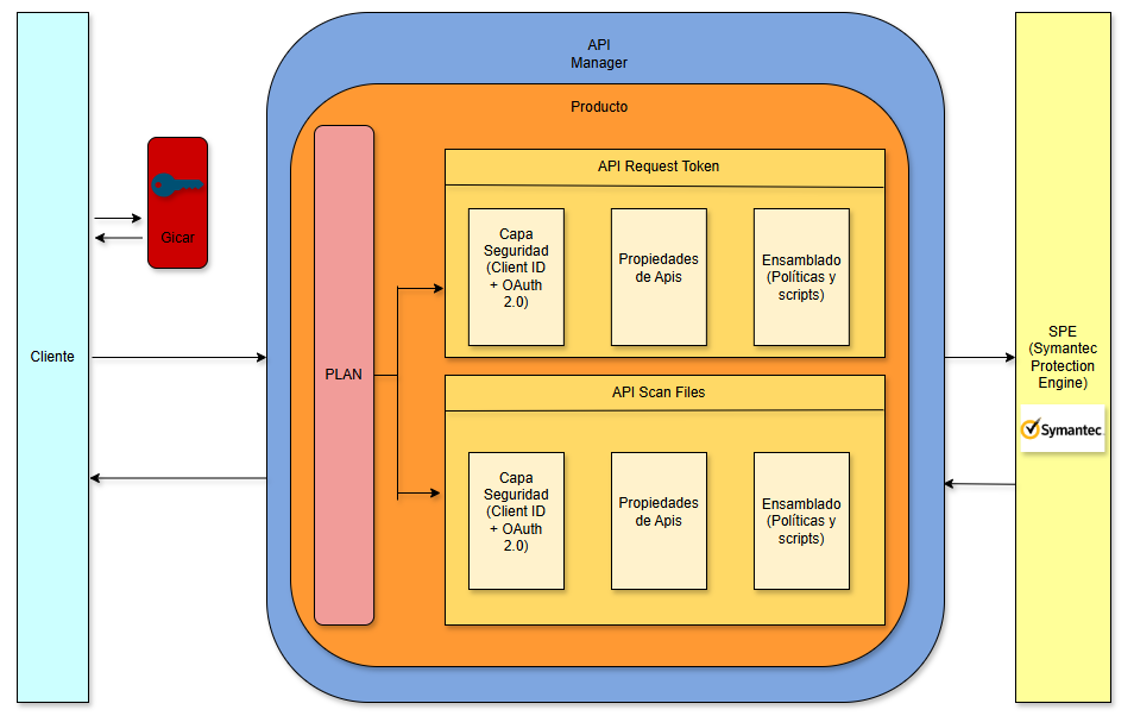 API
Manager
Producto
API Request Token
Capa
Seguridad
(Client ID
+ OAuth
2.0)
Propiedades
de Apis
Ensamblado
(Políticas y
scripts)
Gicar
Cliente
PLAN
SPE
(Symantec
Protection
Engine)
Symantec.
API Scan Files
Capa
Seguridad
(Client ID
+ OAuth
2.0)
Propiedades
de Apis
Ensamblado
(Políticas y
scripts)